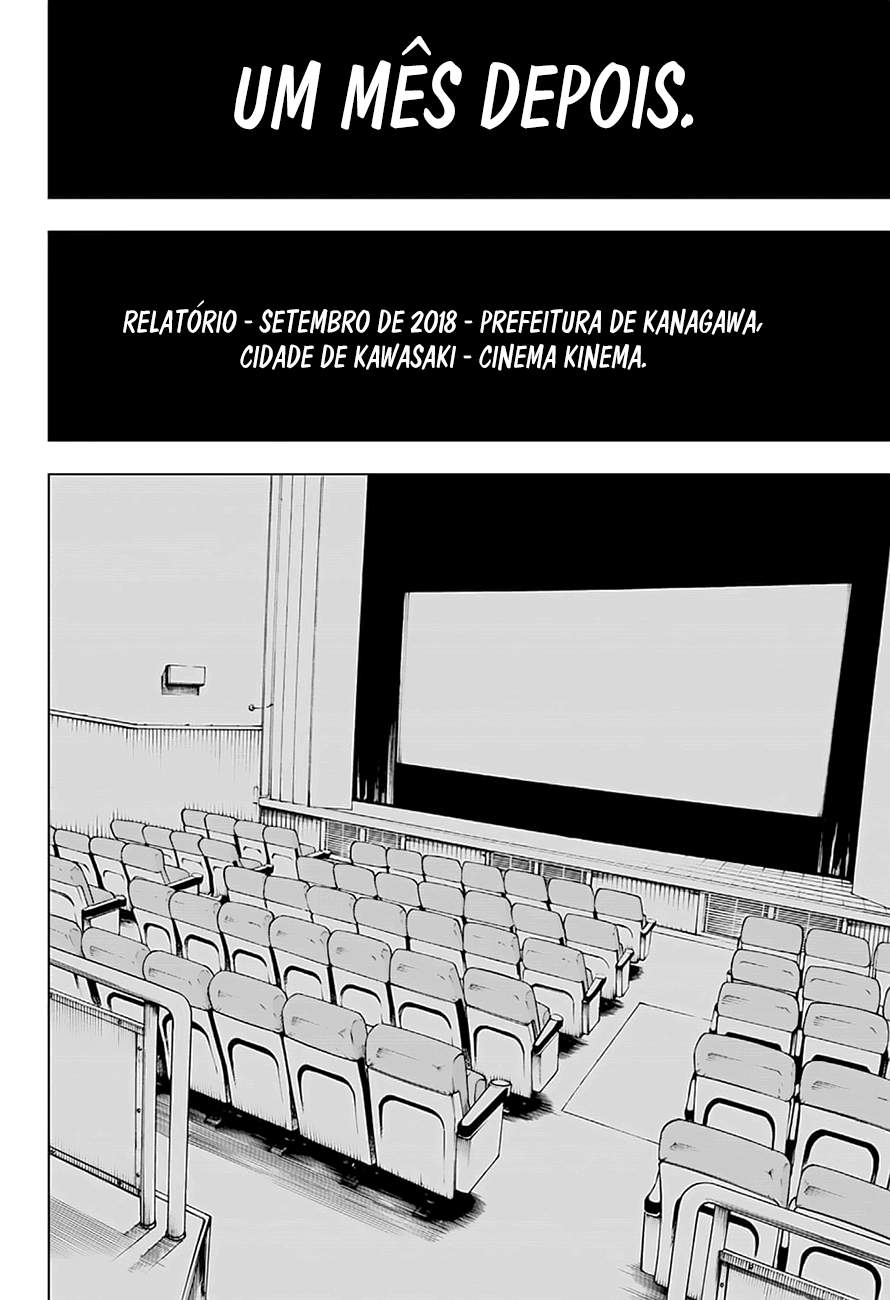 UM MÊS DEPOIS.
RELATÓRIO - SETEMBRO DE 2018 - PREFEITURA DE KANAGAWA,
CIDADE DE KAWASAKI - CINEMA KINEMA.